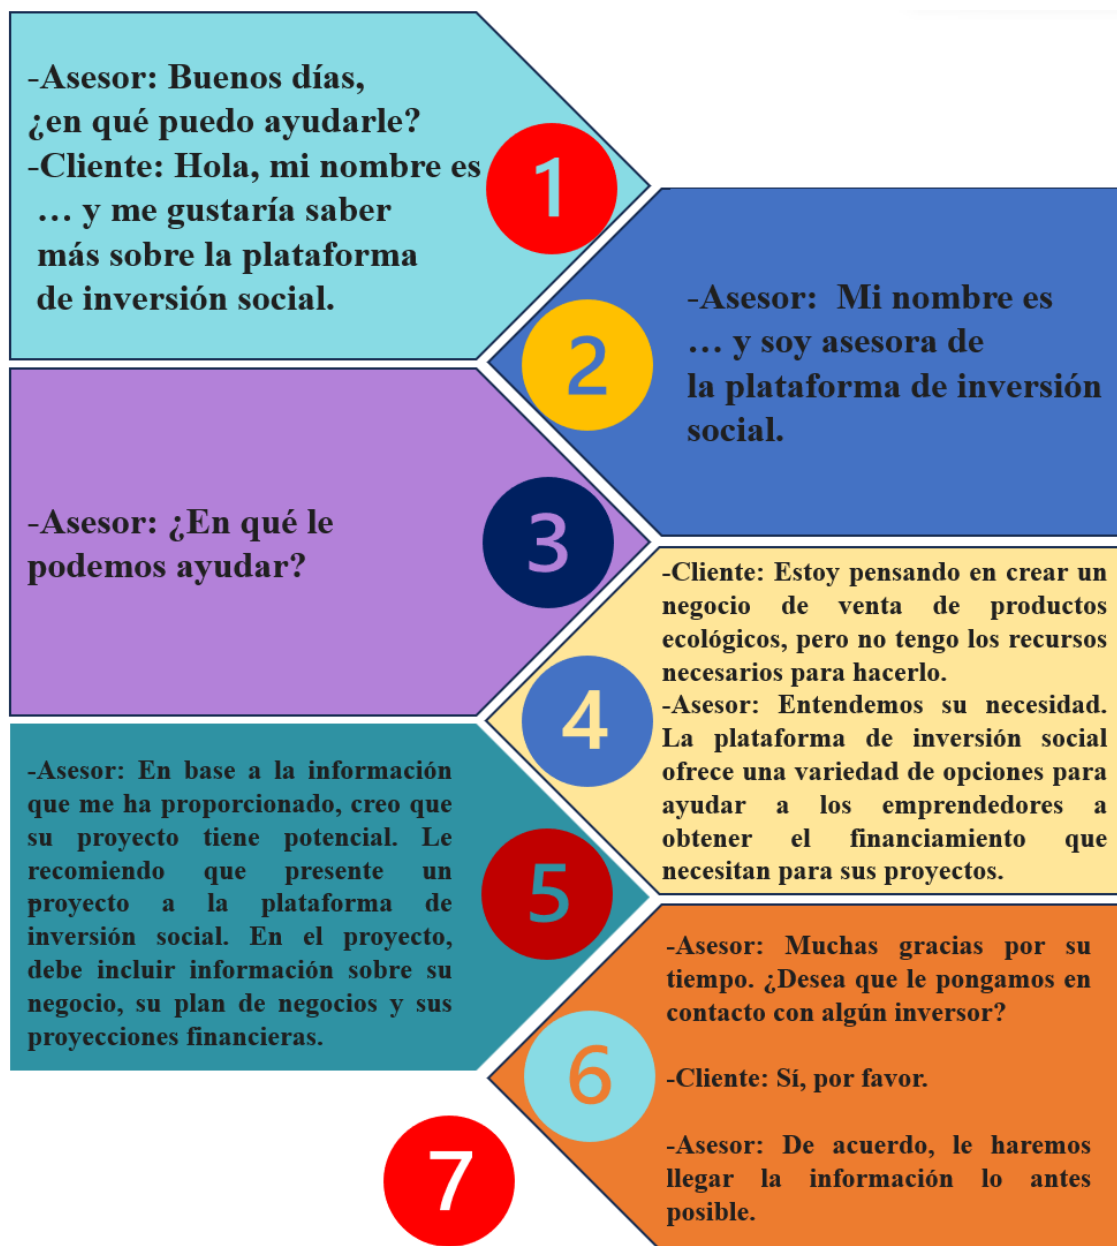 -Asesor: Buenos días,
¿en qué puedo ayudarle?
-Cliente: Hola, mi nombre es
… y me gustaría saber
más sobre la plataforma
de inversión social.
1
2
-Asesor:  Mi nombre es
… y soy asesora de
la plataforma de inversión
social.
-Asesor: ¿En qué le
podemos ayudar?
3
-Cliente: Estoy pensando en crear un
negocio de venta de productos
ecológicos, pero no tengo los recursos
necesarios para hacerlo.
-Asesor: Entendemos su necesidad.
La plataforma de inversión social
ofrece una variedad de opciones para
ayudar a los emprendedores a
obtener el financiamiento que
necesitan para sus proyectos.
4
-Asesor: En base a la información
que me ha proporcionado, creo que
su proyecto tiene potencial. Le
recomiendo que presente un
proyecto a la plataforma de
inversión social. En el proyecto,
debe incluir información sobre su
negocio, su plan de negocios y sus
proyecciones financieras.
5
-Asesor: Muchas gracias por su
tiempo. ¿Desea que le pongamos en
contacto con algún inversor?
6
-Cliente: Sí, por favor.
-Asesor: De acuerdo, le haremos
llegar la información lo antes
posible.
7